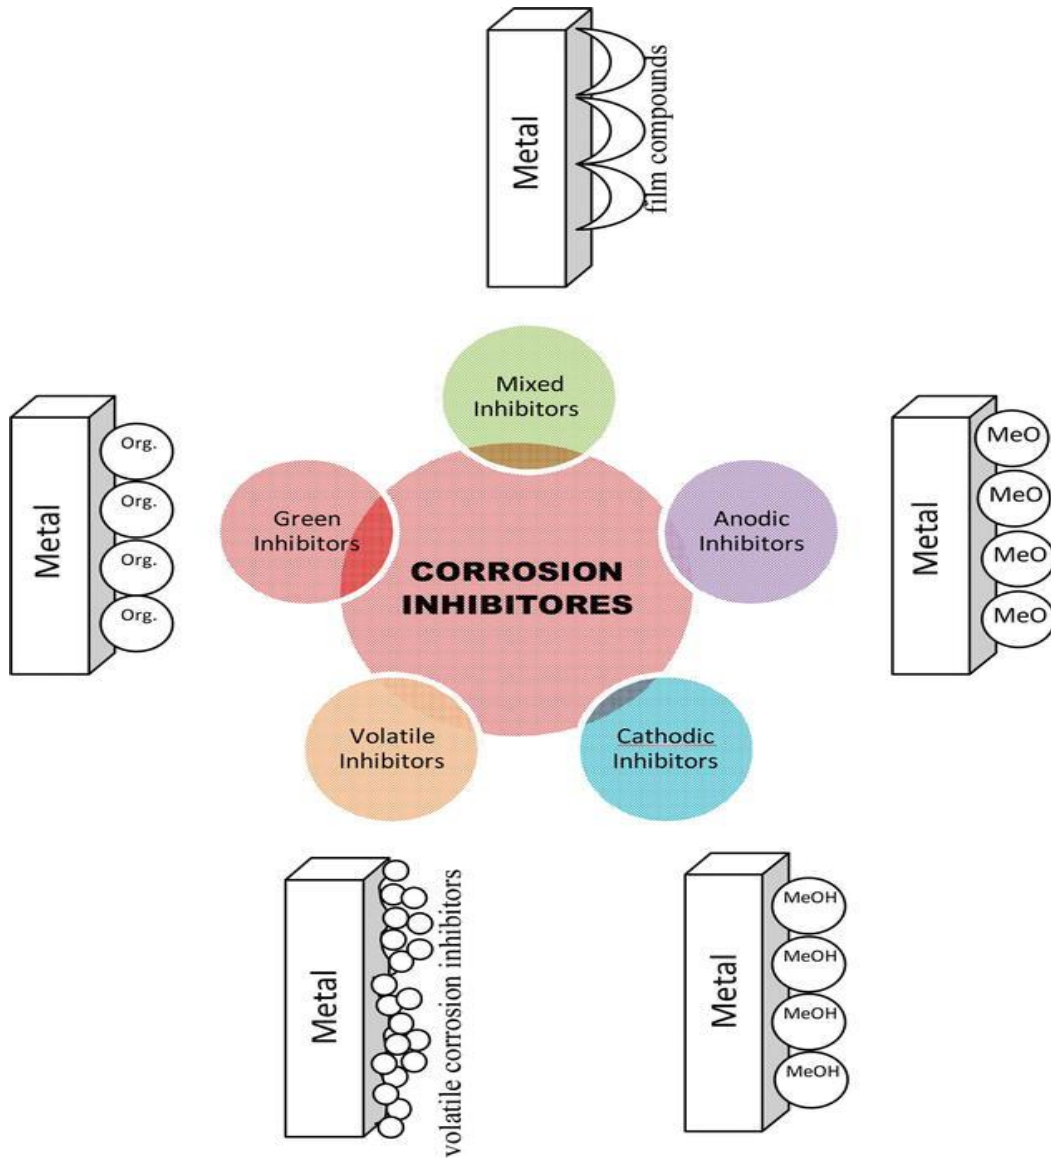 Metal
film compounds
Mixed
Inhibitors
Metal
Org.
Org.
Org.
Org.
Green
Inhibitors
CORROSION
INHIBITORES
Anodic
Inhibitors
Metal
MeO
MeO
MeO
MeO
Volatile
Inhibitors
Cathodic
Inhibitors
Metal
volatile corrosion inhibitors
Metal
MeOH
MeOH
MeOH
MeOH